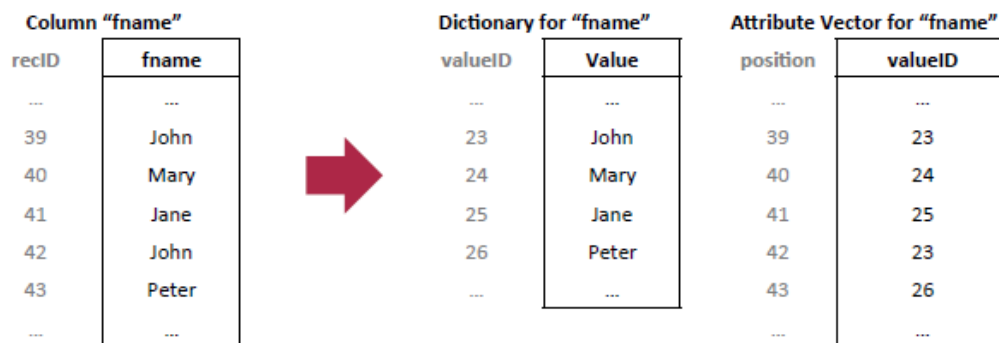 Column “fname” Dictionary for “fname” Attribute Vector for “fname”
recID fname valueID Value position valueID
... ... ... ... ... ...
39 John 23 John 39 23
40 Mary 24 Mary 40 24
41 Jane 25 Jane 41 25
42 John 26 Peter 42 23
43 Peter ... ... 43 26
... ... ... ...